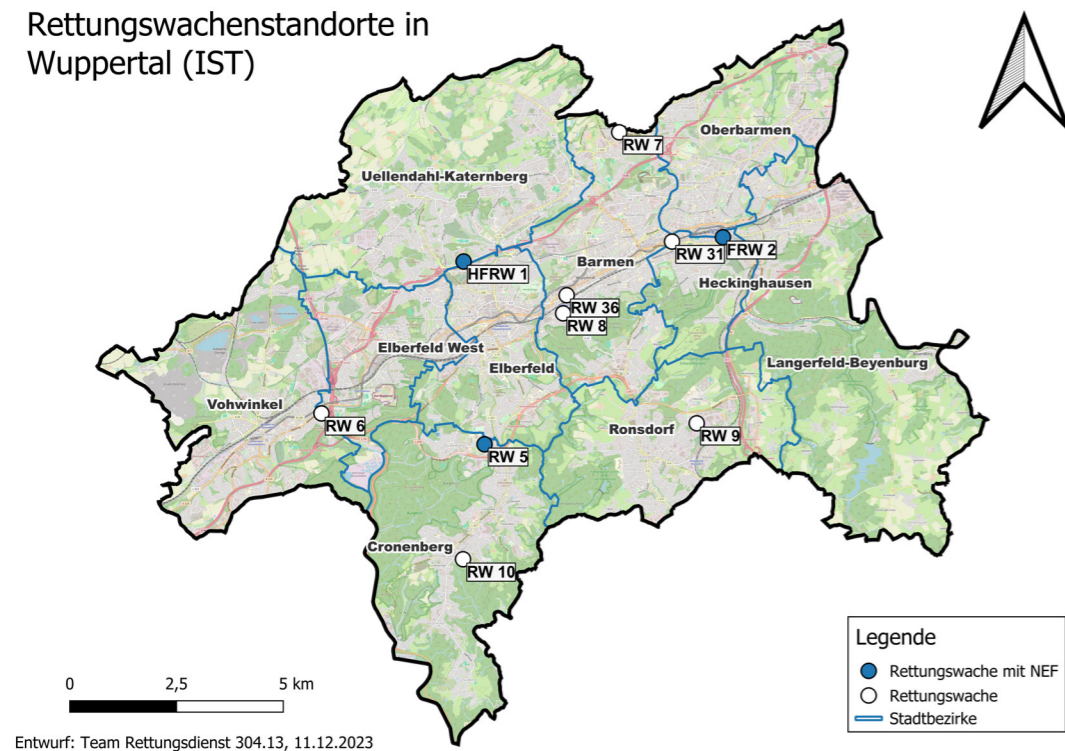 Rettungswachenstandorte in
Wuppertal (IST)
RW 7
Oberbarmen
Uellendahl-Katernberg
RW 31
FRW 2
Barmen
HFRW 1
Heckinghausen
RW 36
RW 8
Elberfeld West
Elberfeld
Langerfeld-Beyenburg
Vohwinkel
RW 6
Ronsdorf
RW 9
RW 5
Cronenberg
RW 10
Legende
Rettungswache mit NEF
Rettungswache
Stadtbezirke
0 2,5 5 km
Entwurf: Team Rettungsdienst 304.13, 11.12.2023